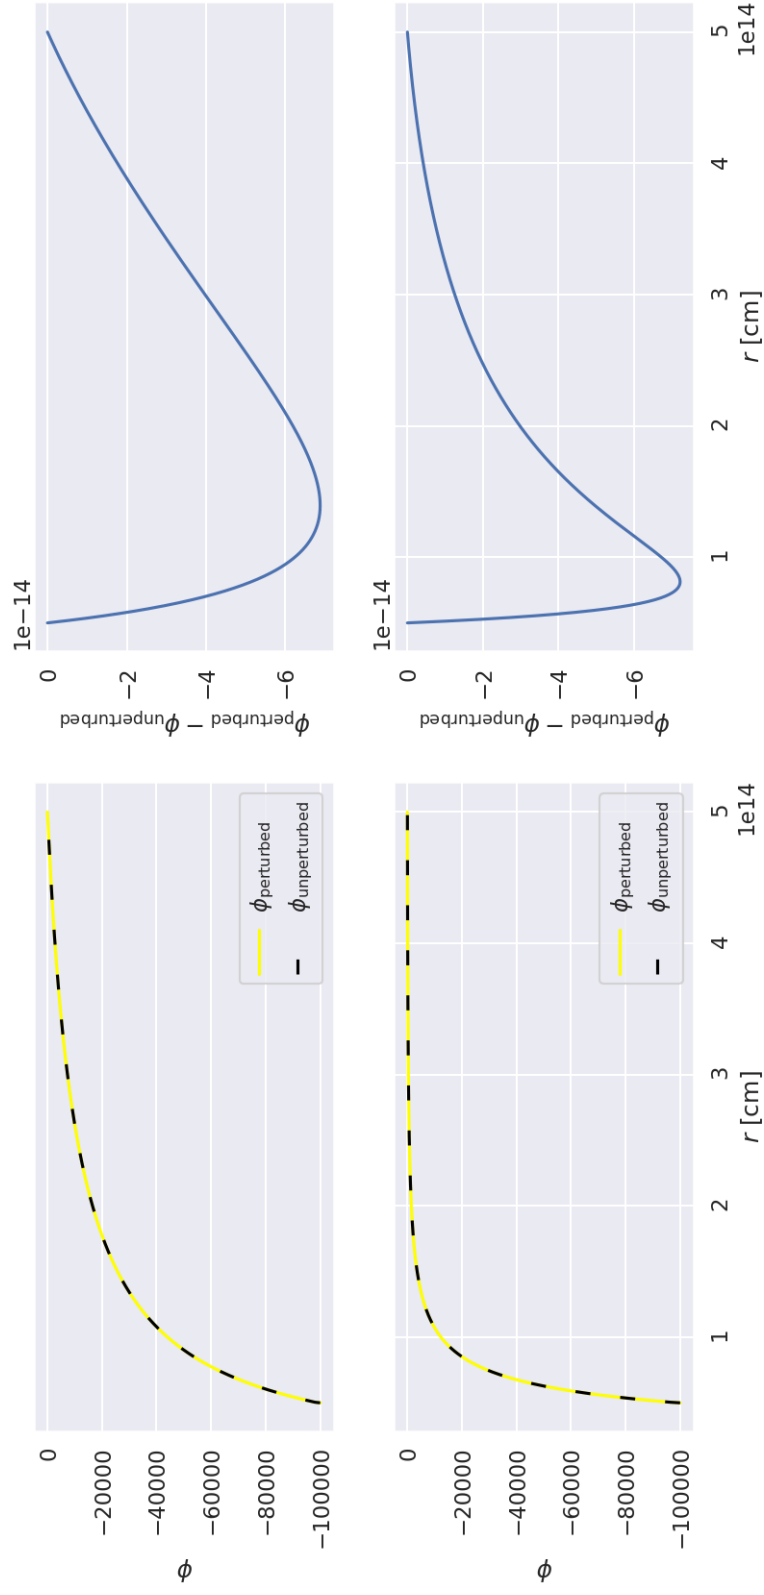 0
−20000
−40000
−60000
−80000
−100000
ϕ
ϕperturbed
ϕunperturbed
1e−14
0
−2
−4
−6
ϕperturbed − ϕunperturbed
0
−20000
−40000
−60000
−80000
−100000
ϕ
ϕperturbed
ϕunperturbed
1
2
3
4
5
1e14
r [cm]
1e−14
0
−2
−4
−6
ϕperturbed − ϕunperturbed
1
2
3
4
5
1e14
r [cm]